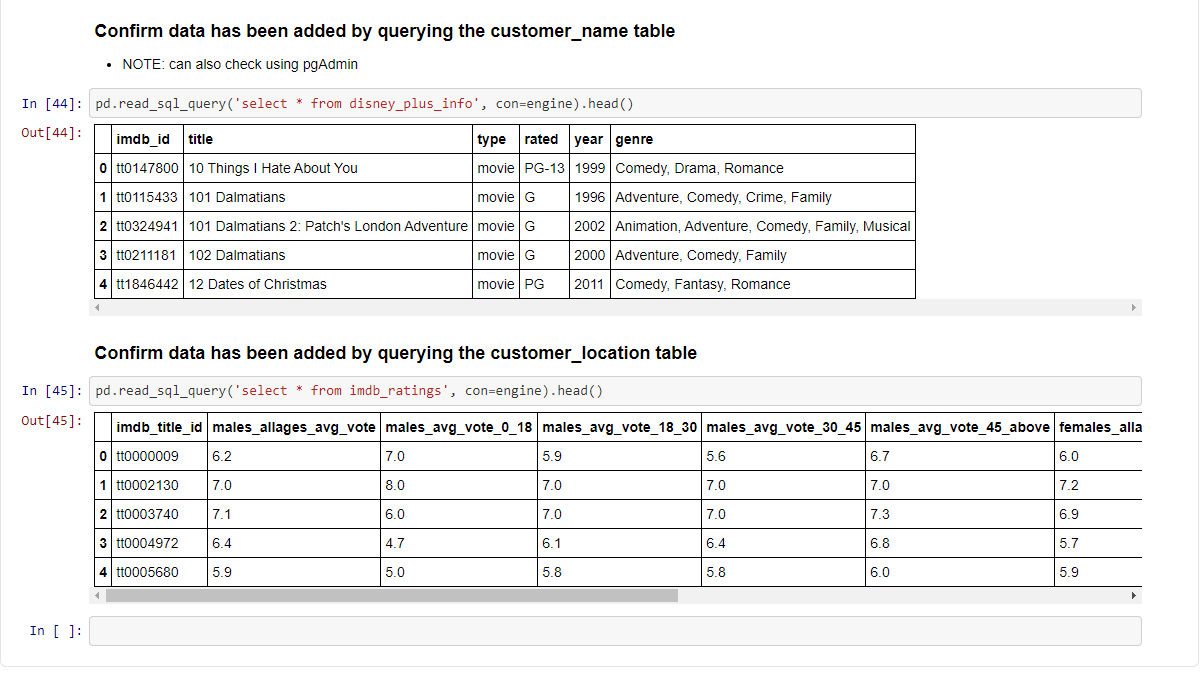 Confirm data has been added by querying the customer_name table
• NOTE: can also check using pgAdmin
In [44]: pd.read_sql_query('select * from disney_plus_info', con=engine).head()
Out[44]:
imdb_id title type rated year genre
0 tt0147800 10 Things I Hate About You movie PG-13 1999 Comedy, Drama, Romance
1 tt0115433 101 Dalmatians movie G 1996 Adventure, Comedy, Crime, Family
2 tt0324941 101 Dalmatians 2: Patch's London Adventure movie G 2002 Animation, Adventure, Comedy, Family, Musical
3 tt0211181 102 Dalmatians movie G 2000 Adventure, Comedy, Family
4 tt1846442 12 Dates of Christmas movie PG 2011 Comedy, Fantasy, Romance
Confirm data has been added by querying the customer_location table
In [45]: pd.read_sql_query('select * from imdb_ratings', con=engine).head()
Out[45]:
imdb_title_id males_allages_avg_vote males_avg_vote_0_18 males_avg_vote_18_30 males_avg_vote_30_45 males_avg_vote_45_above females_alla
0 tt0000009 6.2 7.0 5.9 5.6 6.7 6.0
1 tt0002130 7.0 8.0 7.0 7.0 7.0 7.2
2 tt0003740 7.1 6.0 7.0 7.0 7.3 6.9
3 tt0004972 6.4 4.7 6.1 6.4 6.8 5.7
4 tt0005680 5.9 5.0 5.8 5.8 6.0 5.9
In [ ]: